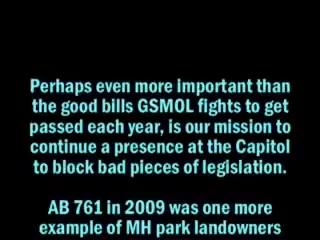 Perhaps even more important than
the good bills GSMOL fights to get
passed each year, is our mission to
continue a presence at the Capitol
to block bad pieces of legislation.
AB 761 in 2009 was one more
example of MH park landowners